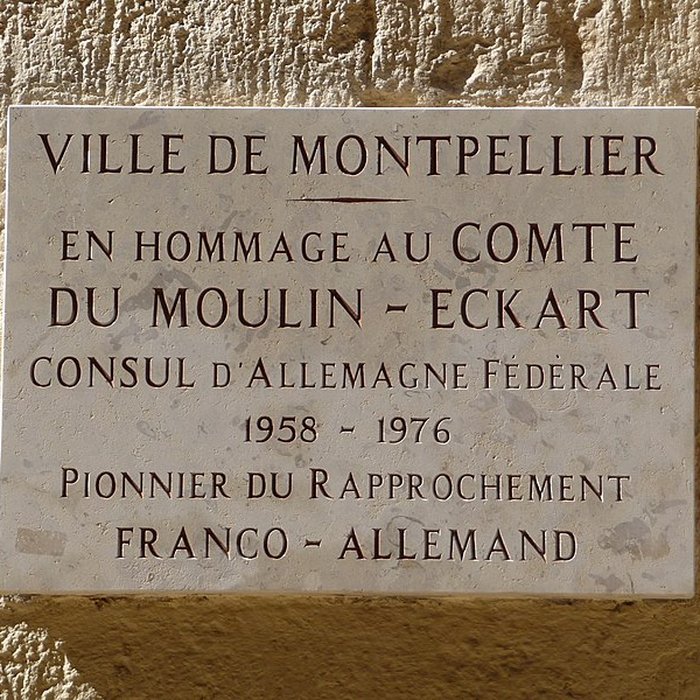 VILLE DE MONTPELLIER
EN HOMMAGE AU COMTE
DU MOULIN - ECKART
CONSUL D'ALLEMAGNE FÉDÉRALE
1958 - 1976
PIONNIER DU RAPPROCHEMENT
FRANCO - ALLEMAND